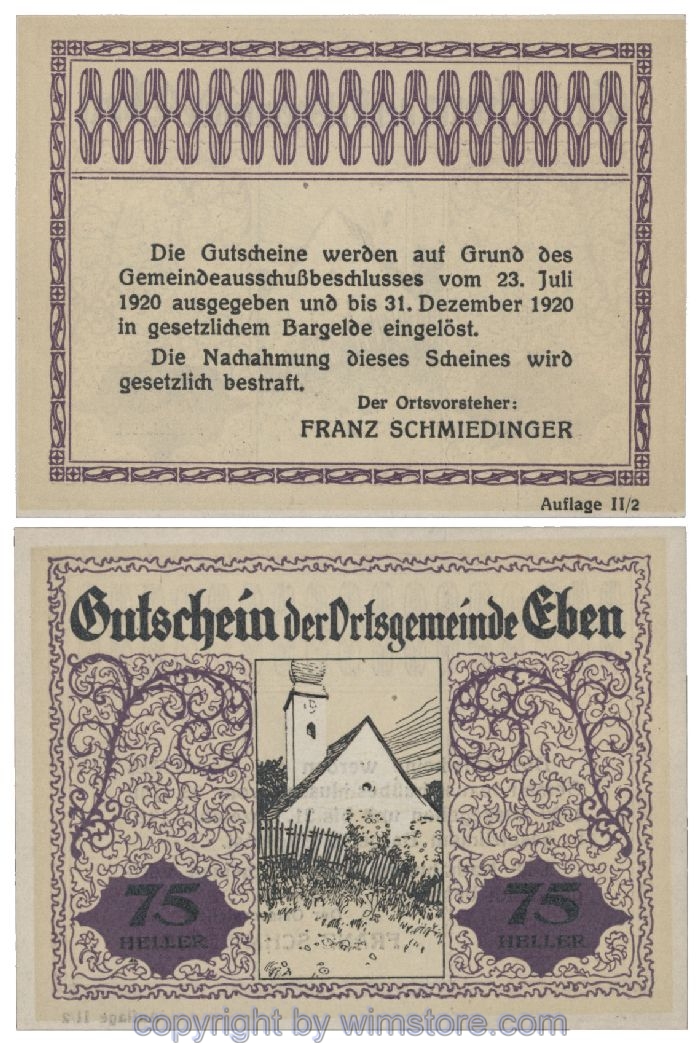 Die Gutscheine werden auf Grund des
Gemeindeausschußbeschlusses vom 23. Juli
1920 ausgegeben und bis 31. Dezember 1920
in gesetzlichem Bargelde eingelöst.
Die Nachahmung dieses Scheines wird
gesetzlich bestraft.
Der Ortsvorsteher:
FRANZ SCHMIEDINGER
Auflage II/2
Gutschein der Ortsgemeinde Eben
75 75
HELLER HELLER
copyright by wimstore.com